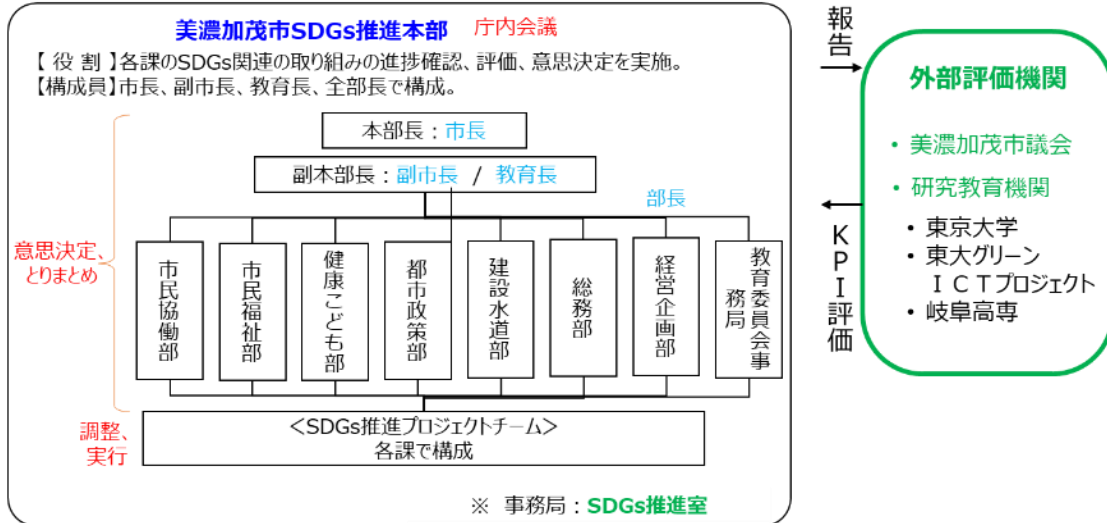 美濃加茂市SDGs推進本部 庁内会議
【 役 割 】各課のSDGs関連の取り組みの進捗確認、評価、意思決定を実施。
【構成員】市長、副市長、教育長、全部長で構成。
本部長：市長
副本部長：副市長 / 教育長
部長
意思決定、
とりまとめ
市民協働部
市民福祉部
健康こども部
都市政策部
建設水道部
総務部
経営企画部
教育委員会事
務局
調整、
実行
＜SDGs推進プロジェクトチーム＞
各課で構成
※ 事務局：SDGs推進室
報告
KPI評価
外部評価機関
• 美濃加茂市議会
• 研究教育機関
• 東京大学
• 東大グリーン
ＩＣＴプロジェクト
• 岐阜高専